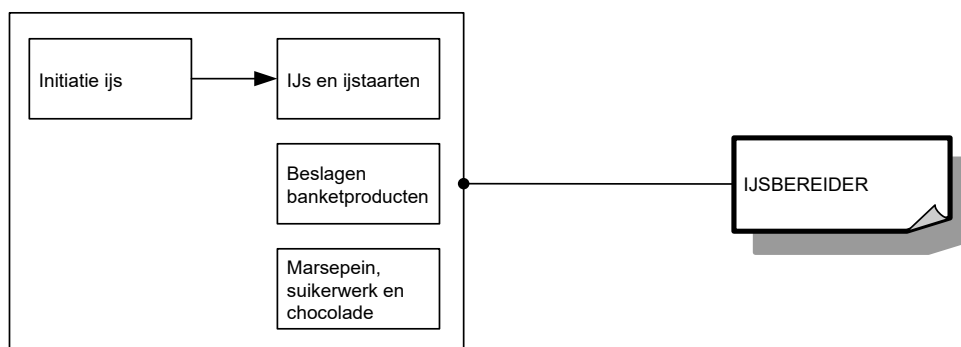 Initiatie ijs
IJs en ijstaarten
Beslagen
banketproducten
Marsepein,
suikerwerk en
chocolade
IJSBEREIDER